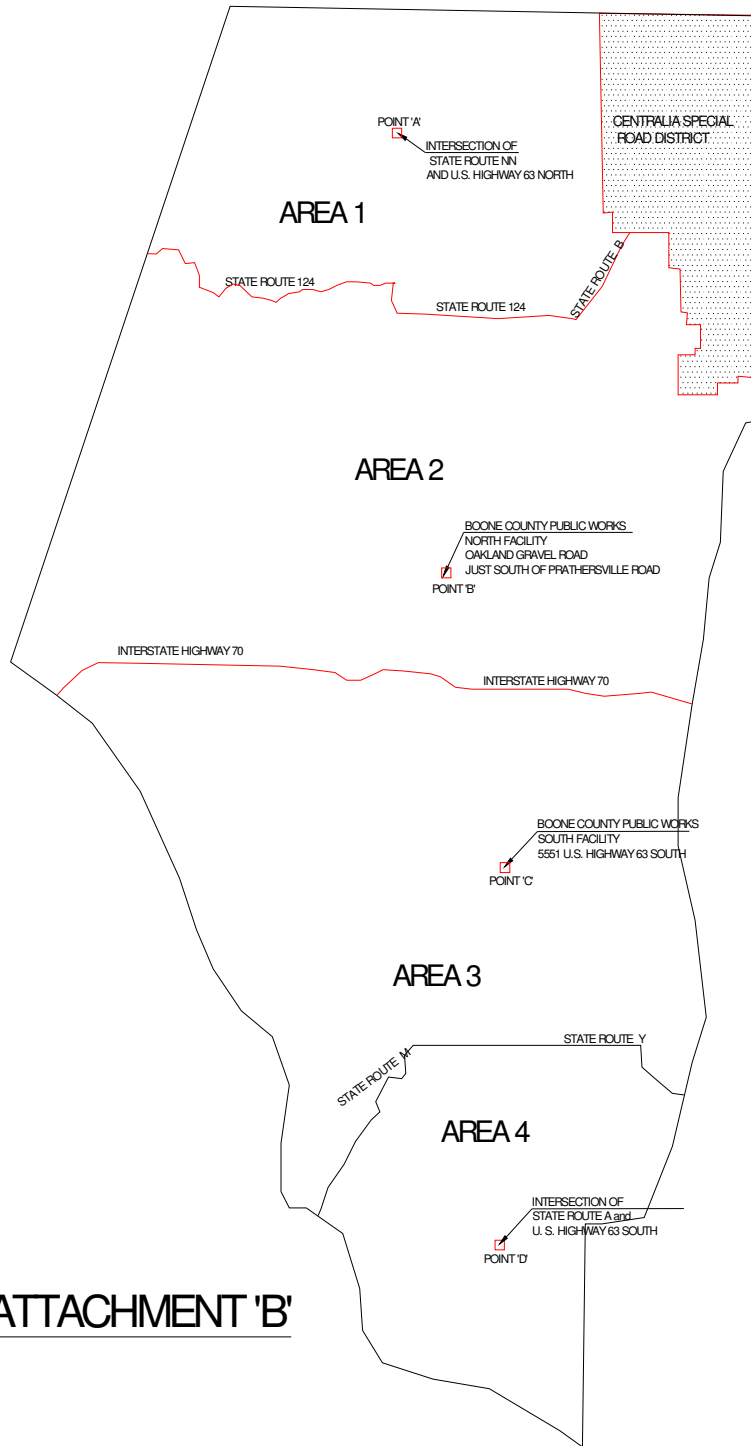 CENTRALIA SPECIAL
ROAD DISTRICT
POINT 'A'
INTERSECTION OF
STATE ROUTE NN
AND U.S. HIGHWAY 63 NORTH
AREA 1
STATE ROUTE B
STATE ROUTE 124
STATE ROUTE 124
AREA 2
BOONE COUNTY PUBLIC WORKS
NORTH FACILITY
OAKLAND GRAVEL ROAD
JUST SOUTH OF PRATHERSVILLE ROAD
POINT 'B'
INTERSTATE HIGHWAY 70
INTERSTATE HIGHWAY 70
BOONE COUNTY PUBLIC WORKS
SOUTH FACILITY
5551 U.S. HIGHWAY 63 SOUTH
POINT 'C'
AREA 3
STATE ROUTE Y
STATE ROUTE M
AREA 4
INTERSECTION OF
STATE ROUTE A and
U. S. HIGHWAY 63 SOUTH
POINT 'D'
ATTACHMENT 'B'